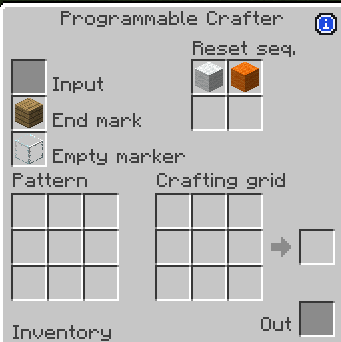 Programmable Crafter
i
Reset seq.
Input
End mark
Empty marker
Pattern
Crafting grid
Out
Inventory